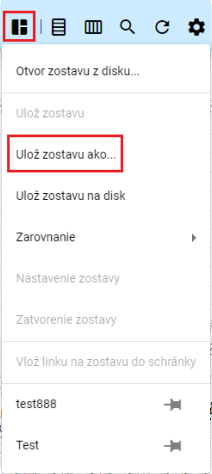 Otvor zostavu z disku...
Ulož zostavu
Ulož zostavu ako...
Ulož zostavu na disk
Zarovnanie
Nastavenie zostavy
Zatvorenie zostavy
Vlož linku na zostavu do schránky
test888
Test